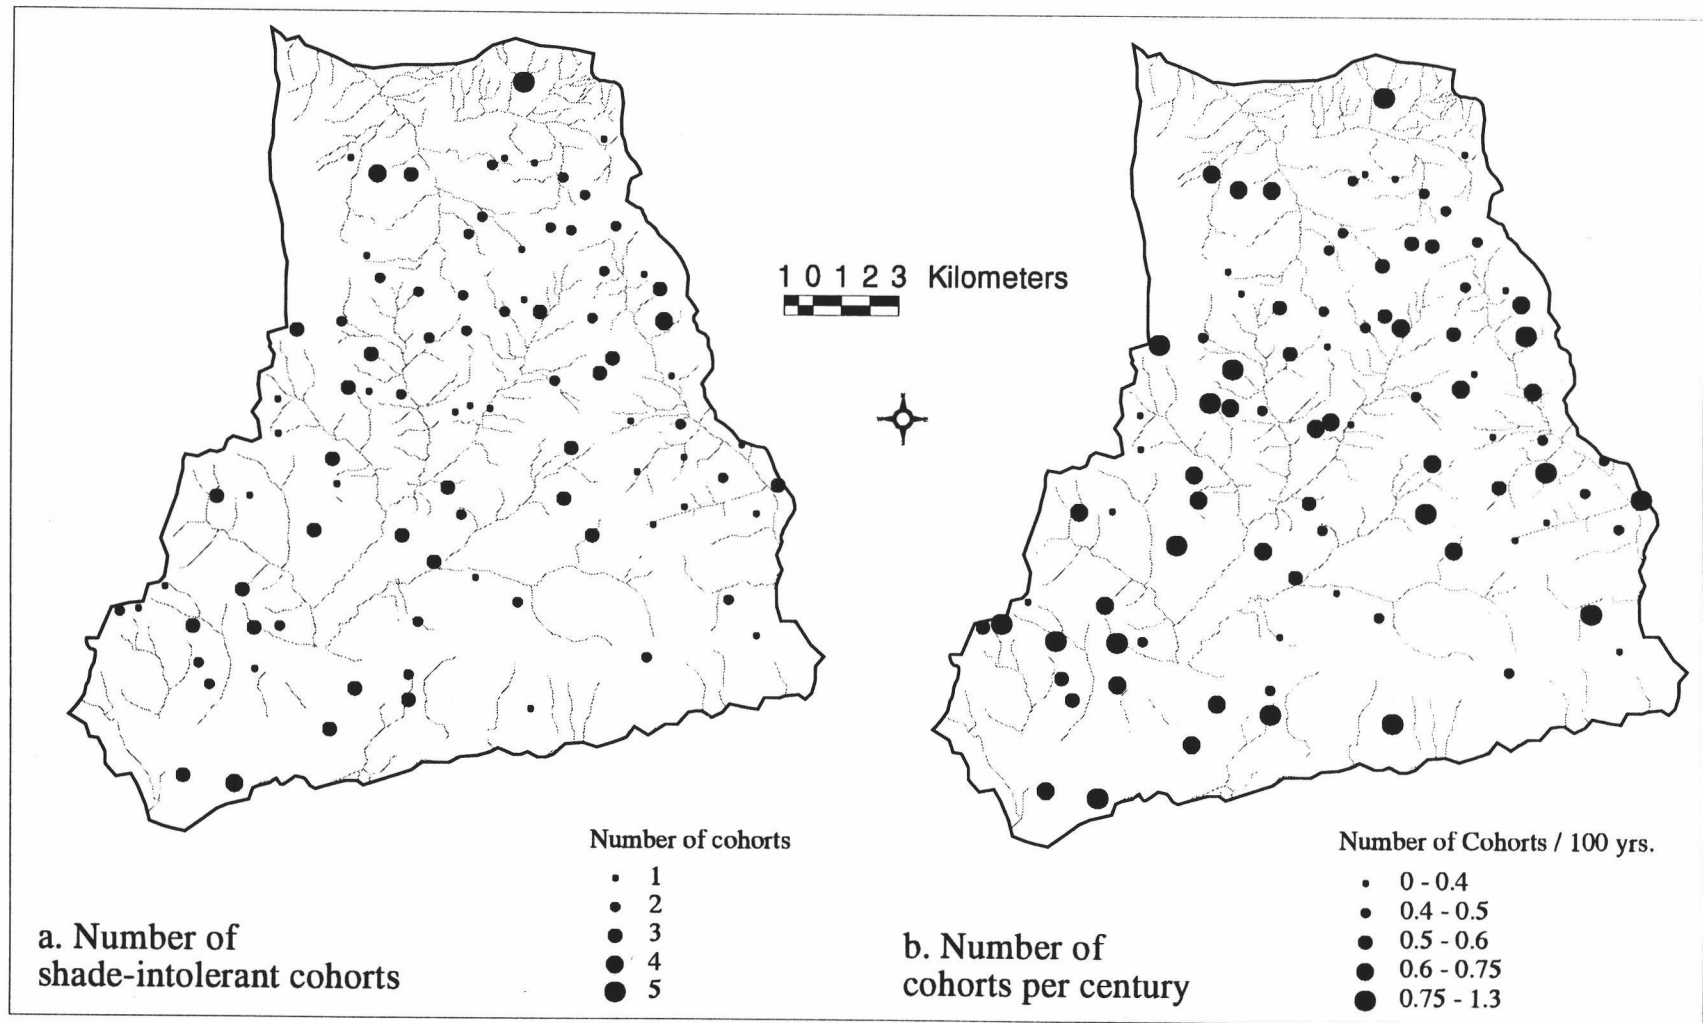 1 0 1 2 3 Kilometers
Number of cohorts
1
2
3
4
5
a. Number of
shade-intolerant cohorts
Number of Cohorts / 100 yrs.
0 - 0.4
0.4 - 0.5
0.5 - 0.6
0.6 - 0.75
0.75 - 1.3
b. Number of
cohorts per century